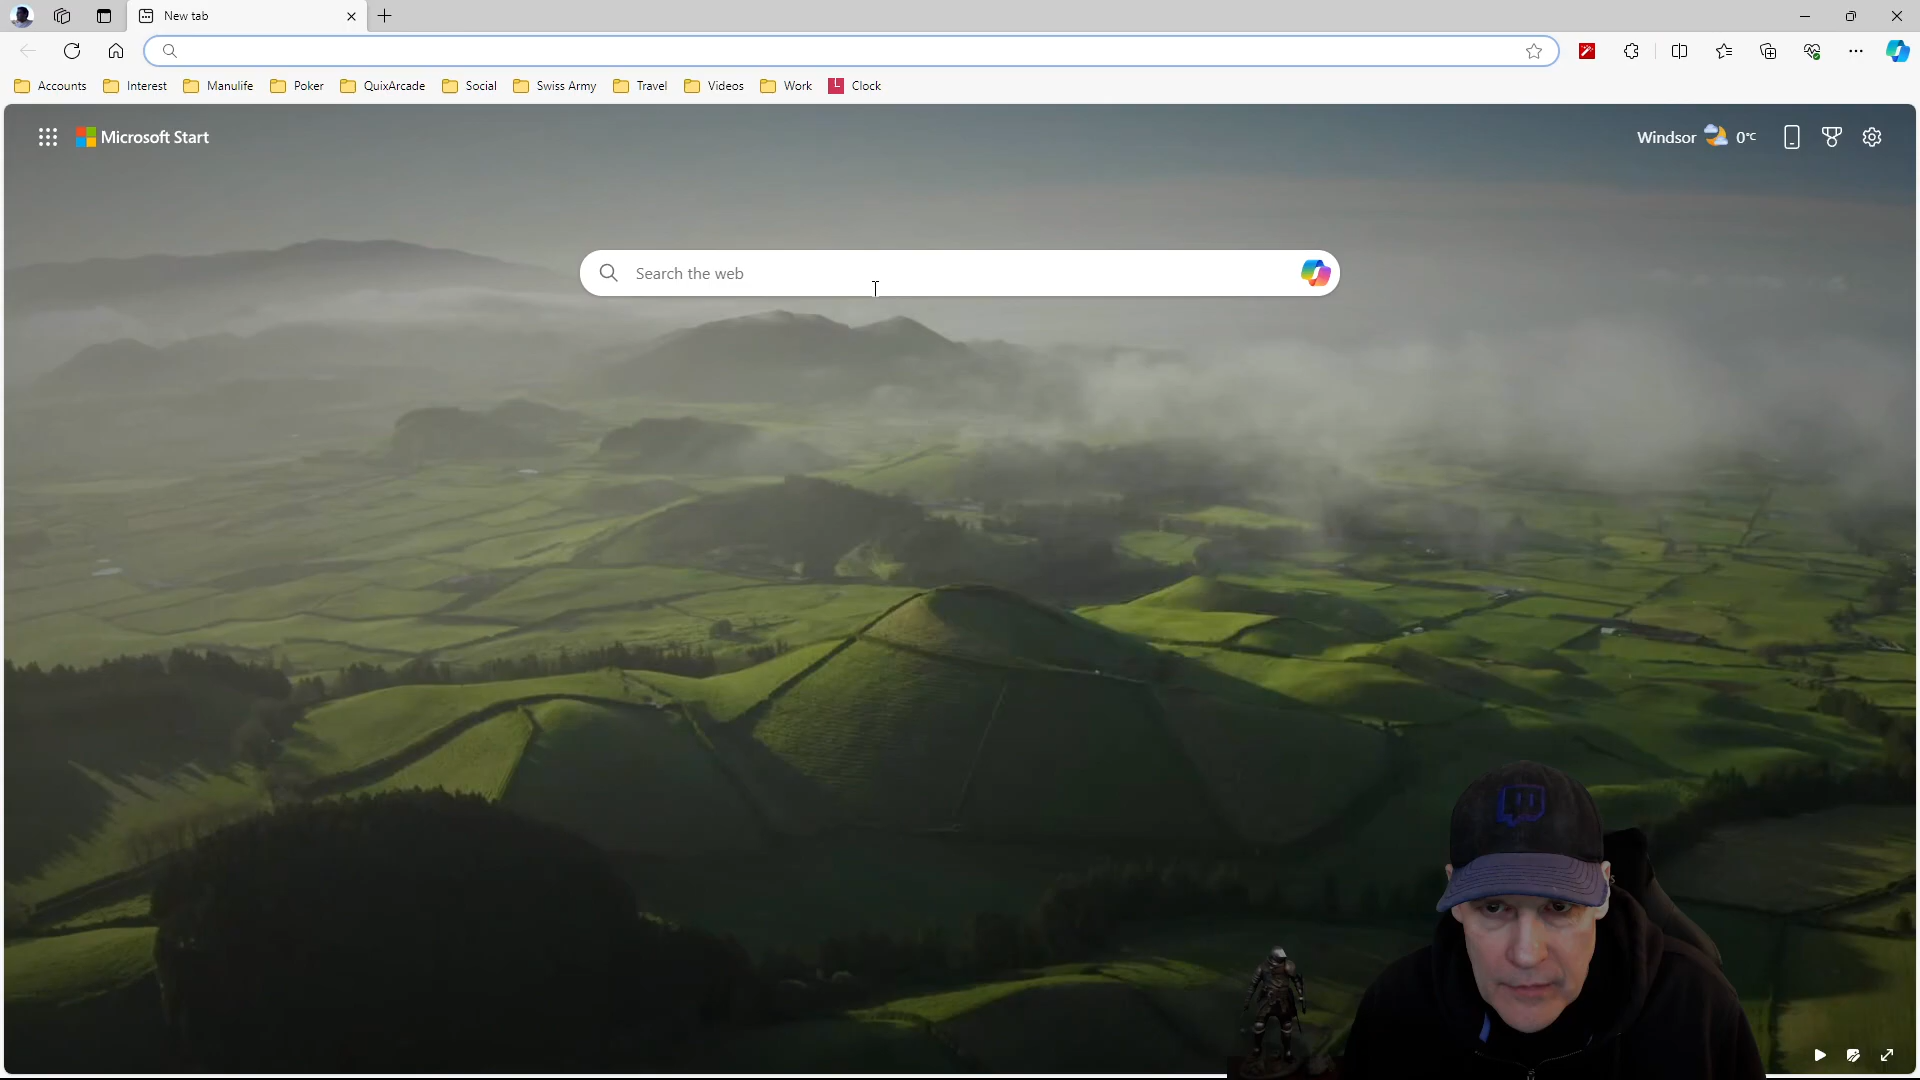 New tab
Accounts Interest Manulife Poker QuixArcade Social Swiss Army Travel Videos Work L Clock
Microsoft Start
Windsor 0°C
Search the web